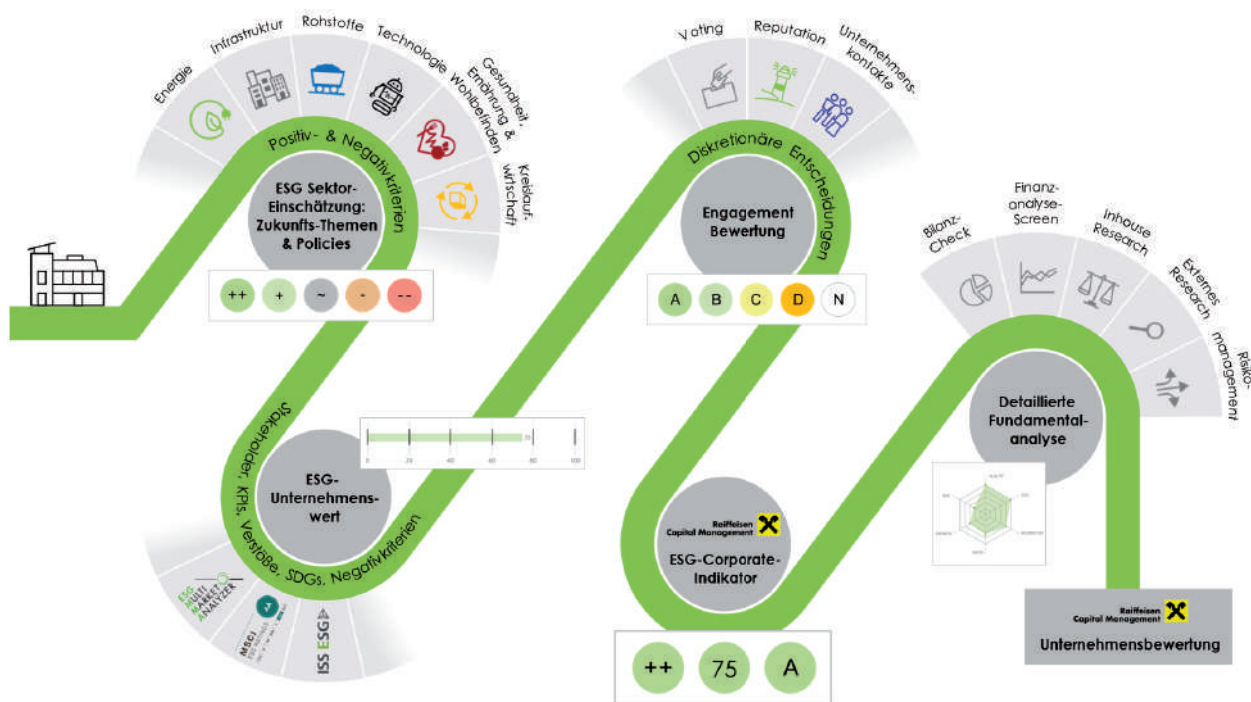 Energie
Infrastruktur
Rohstoffe
Technologie
Gesundheit,
Ernährung &
Wohlbefinden
Kreislauf-
wirtschaft
Positiv- & Negativkriterien
ESG Sektor-
Einschätzung:
Zukunfts-Themen
& Policies
++ + ~ - --
Stakeholder, KPIs, Verstöße, SDGs, Negativkriterien
ESG-
Unternehmens-
wert
0 20 40 60 80 100
ESG
MULTI
MARKET
ANALYZER
MSCI
ESG RATINGS
ISS ESG
Voting
Reputation
Unternehmens-
kontakte
Diskretionäre Entscheidungen
Engagement
Bewertung
A B C D N
Raiffeisen
Capital Management
ESG-Corporate-
Indikator
++ 75 A
Bilanz-
Check
Finanz-
analyse-
Screen
Inhouse
Research
Externes
Research
Risiko-
management
Detaillierte
Fundamental-
analyse
Raiffeisen
Capital Management
Unternehmensbewertung